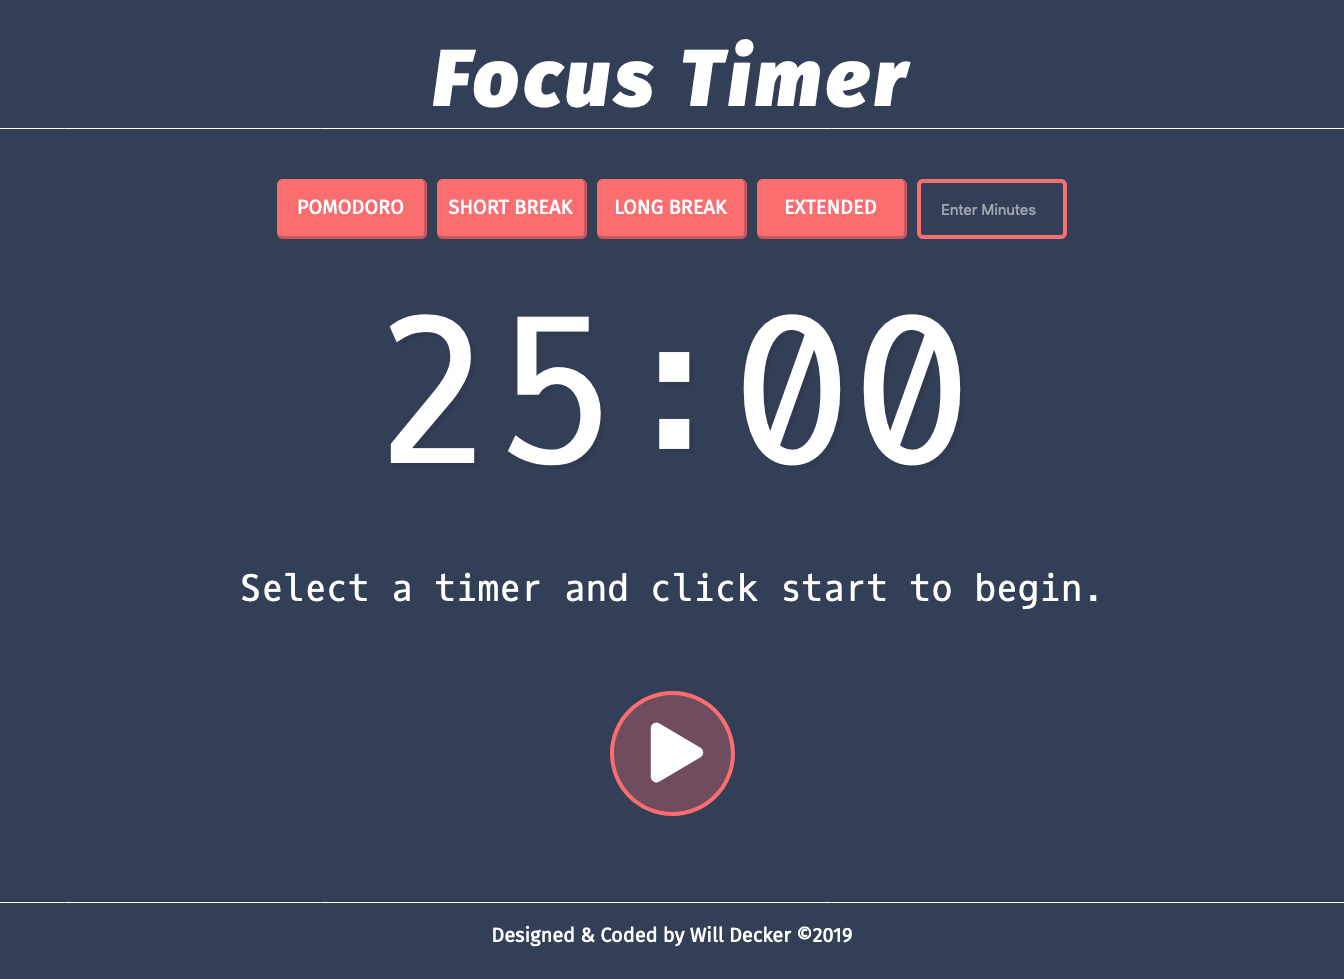 Focus Timer
POMODORO SHORT BREAK LONG BREAK EXTENDED Enter Minutes
25:00
Select a timer and click start to begin.
Designed & Coded by Will Decker ©2019